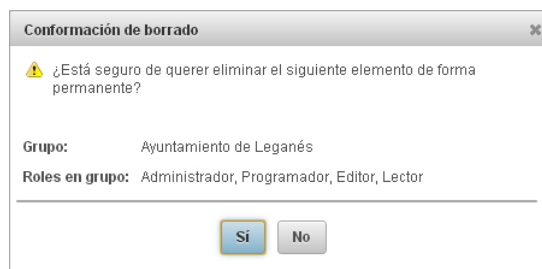 Conformación de borrado
¿Está seguro de querer eliminar el siguiente elemento de forma
permanente?
Grupo: Ayuntamiento de Leganés
Roles en grupo: Administrador, Programador, Editor, Lector
Sí No